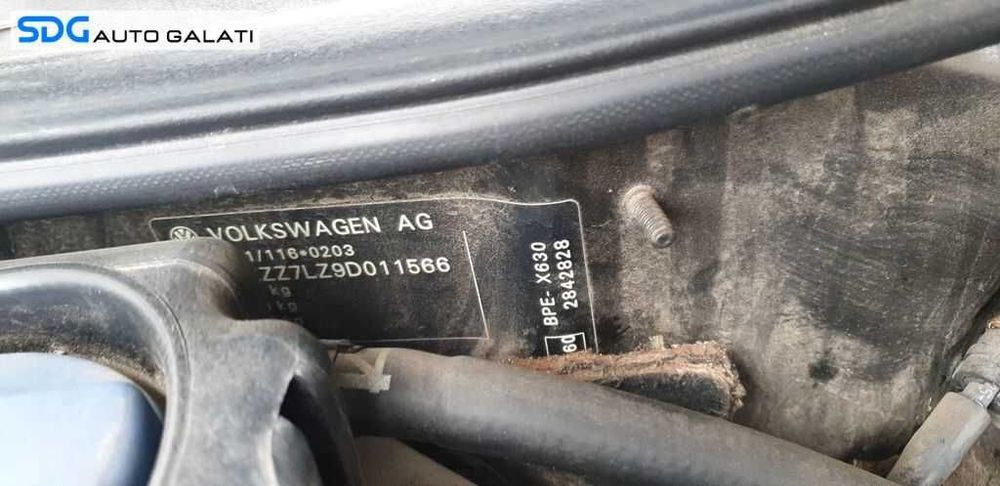 SDG AUTO GALATI
VOLKSWAGEN AG
1/116*0203
ZZ7LZ9D011566
kg
kg
BPE- X630
2842828
60